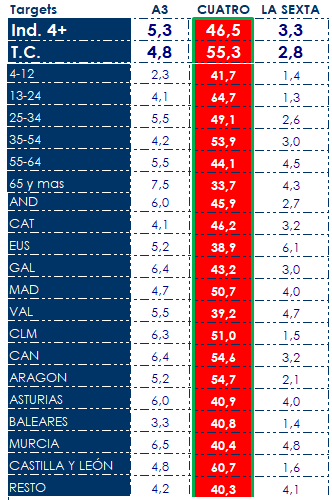 Targets A3 CUATRO LA SEXTA
Ind. 4+ 5,3 46,5 3,3
T.C. 4,8 55,3 2,8
4-12 2,3 41,7 1,4
13-24 4,1 64,7 1,3
25-34 5,5 49,1 2,6
35-54 4,2 53,9 3,0
55-64 5,5 44,1 4,5
65 y mas 7,5 33,7 4,3
AND 6,0 45,9 2,7
CAT 4,1 46,2 3,2
EUS 5,2 38,9 6,1
GAL 6,4 43,2 3,0
MAD 4,7 50,7 4,0
VAL 5,5 39,2 4,7
CLM 6,3 51,0 1,5
CAN 6,4 54,6 3,2
ARAGON 5,2 54,7 2,1
ASTURIAS 6,0 40,9 4,0
BALEARES 3,3 40,8 1,4
MURCIA 6,5 40,4 4,8
CASTILLA Y LEÓN 4,8 60,7 1,6
RESTO 4,2 40,3 4,1